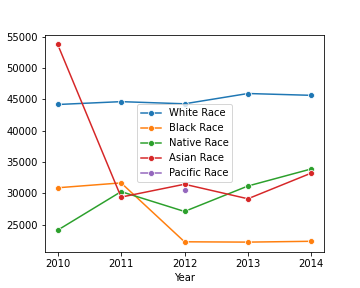 55000
50000
45000
40000
35000
30000
25000
White Race
Black Race
Native Race
Asian Race
Pacific Race
2010 2011 2012 2013 2014
Year